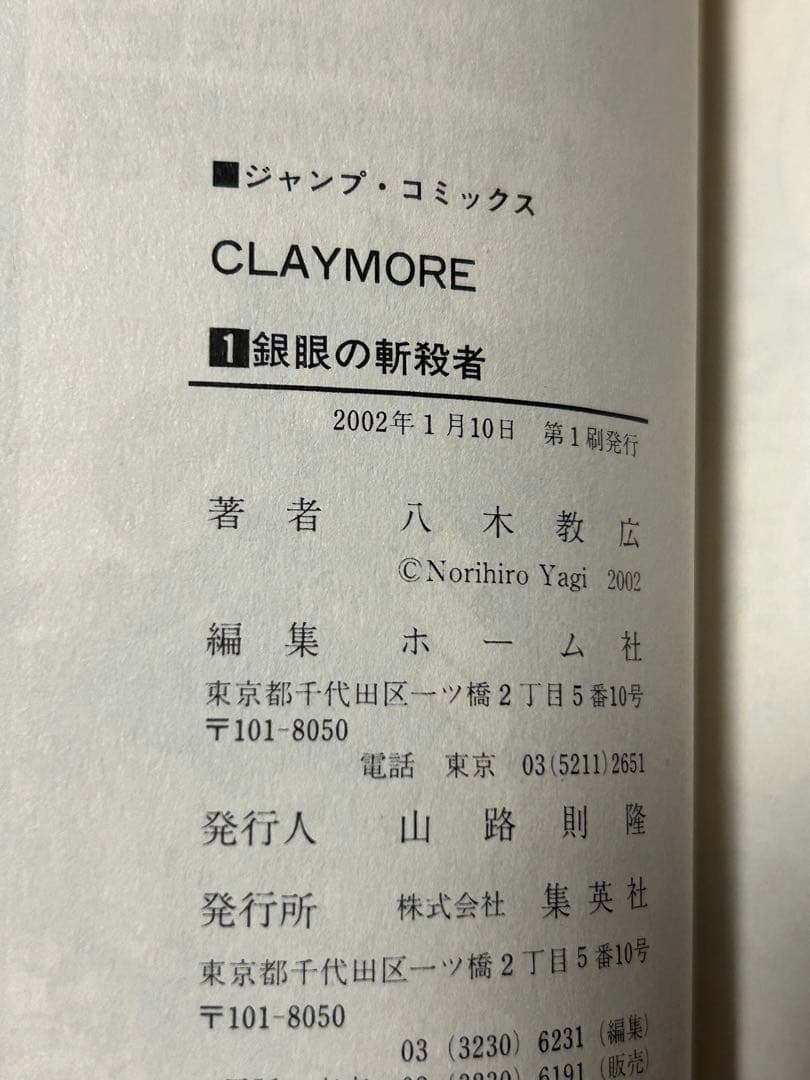 ■ジャンプ・コミックス
CLAYMORE
1銀眼の斬殺者
2002年1月10日 第1刷発行
著者 八木教広
©Norihiro Yagi 2002
編集 ホーム社
東京都千代田区一ツ橋2丁目5番10号
〒101-8050
電話 東京 03(5211)2651
発行人 山路則隆
発行所 株式会社 集英社
東京都千代田区一ツ橋2丁目5番10号
〒101-8050
03 (3230) 6231 (編集)
6191 (販売)